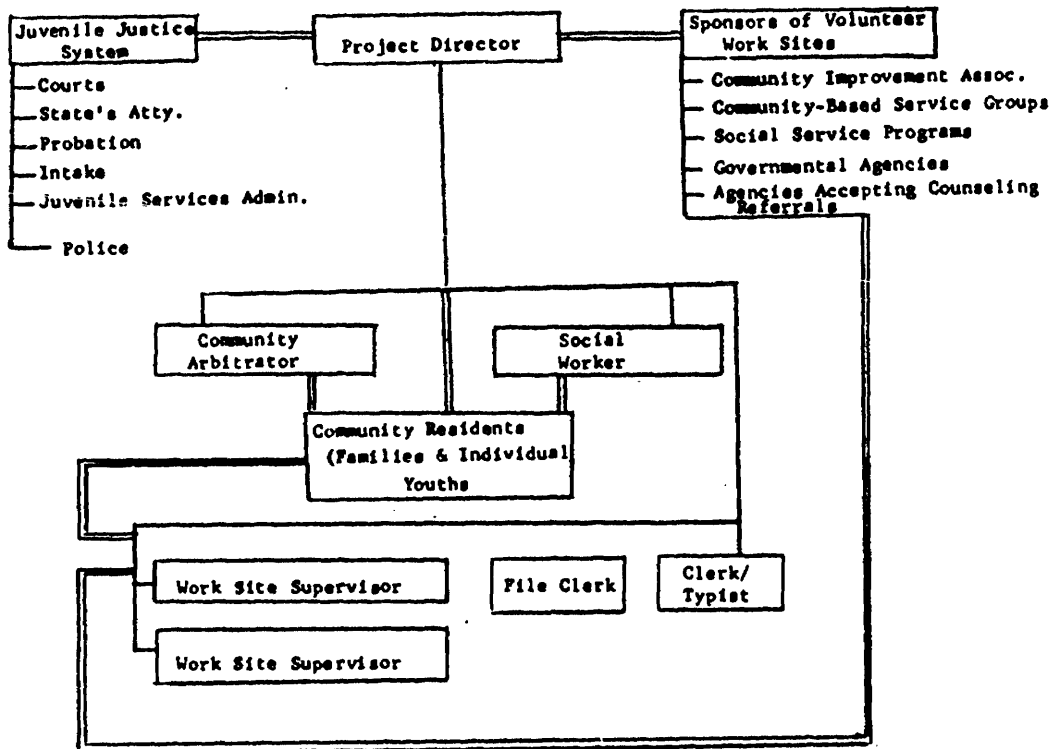 Juvenile Justice
System
Project Director
Sponsors of Volunteer
Work Sites
Courts
State's Atty.
Probation
Intake
Juvenile Services Admin.
Police
Community Improvement Assoc.
Community-Based Service Groups
Social Service Programs
Governmental Agencies
Agencies Accepting Counseling
Referrals
Community
Arbitrator
Social
Worker
Community Residents
(Families & Individual
Youths
Work Site Supervisor
File Clerk
Clerk/
Typist
Work Site Supervisor